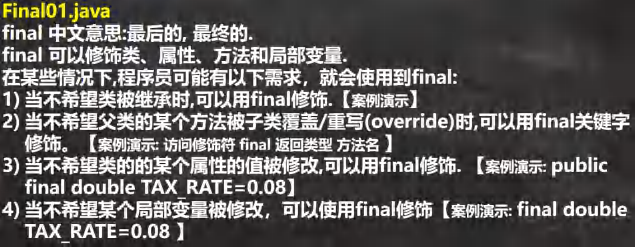 Final01.java
final 中文意思:最后的, 最终的.
final 可以修饰类、属性、方法和局部变量.
在某些情况下,程序员可能有以下需求，就会使用到final:
1) 当不希望类被继承时,可以用final修饰.【案例演示】
2) 当不希望父类的某个方法被子类覆盖/重写(override)时,可以用final关键字
修饰。【案例演示: 访问修饰符 final 返回类型 方法名 】
3) 当不希望类的的某个属性的值被修改,可以用final修饰. 【案例演示: public
final double TAX_RATE=0.08】
4) 当不希望某个局部变量被修改，可以使用final修饰【案例演示: final double
TAX_RATE=0.08 】